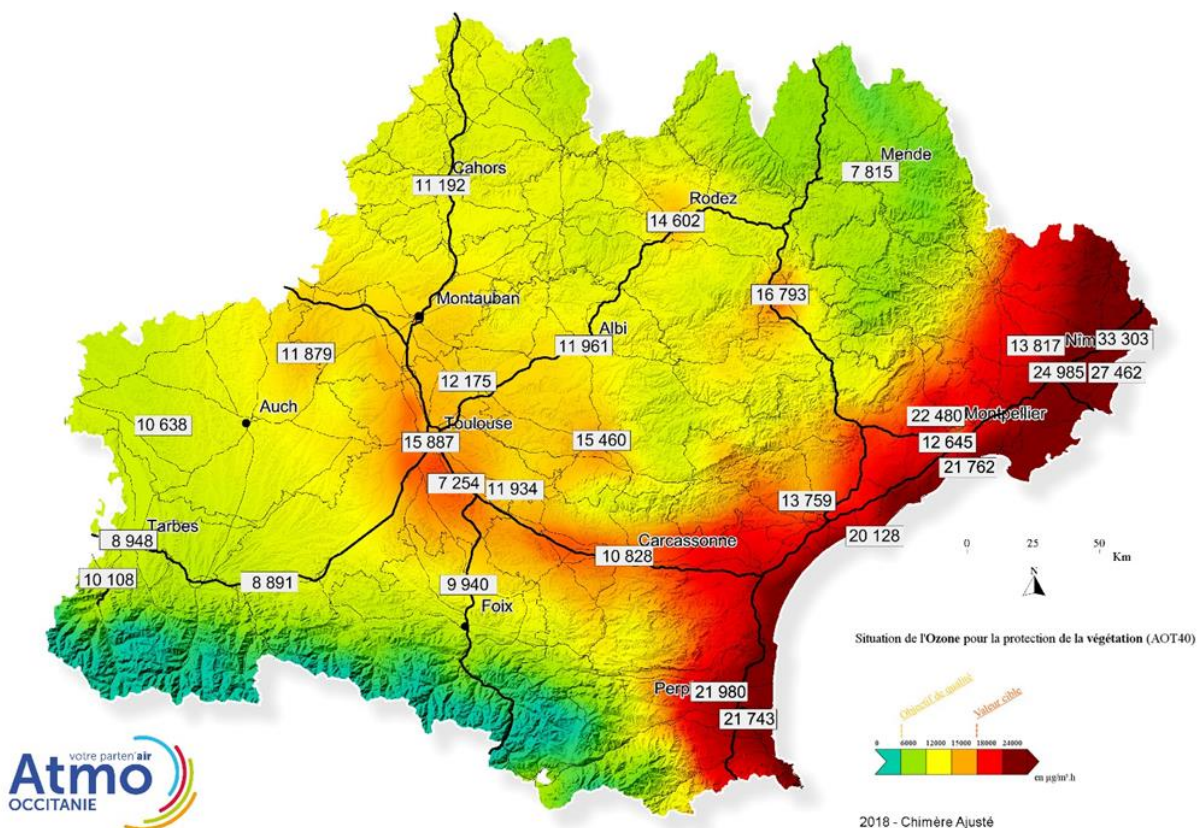 Cahors
11 192
Mende
7 815
Rodez
14 602
16 793
Montauban
Albi
11 961
11 879
12 175
13 817
Nîm
33 303
24 985
27 462
Auch
10 638
Toulouse
15 887
15 460
22 480
Montpellier
12 645
21 762
7 254
11 934
13 759
20 128
Tarbes
8 948
10 108
8 891
Carcassonne
10 828
9 940
Foix
Perp
21 980
21 743
0 25 50
Km
N
Situation de l'Ozone pour la protection de la végétation (AOT40)
Objectif de qualité
Valeur cible
0 6000 12000 15000 18000 24000
en µg/m³.h
votre parten'air
Atmo
OCCITANIE
2018 - Chimère Ajusté